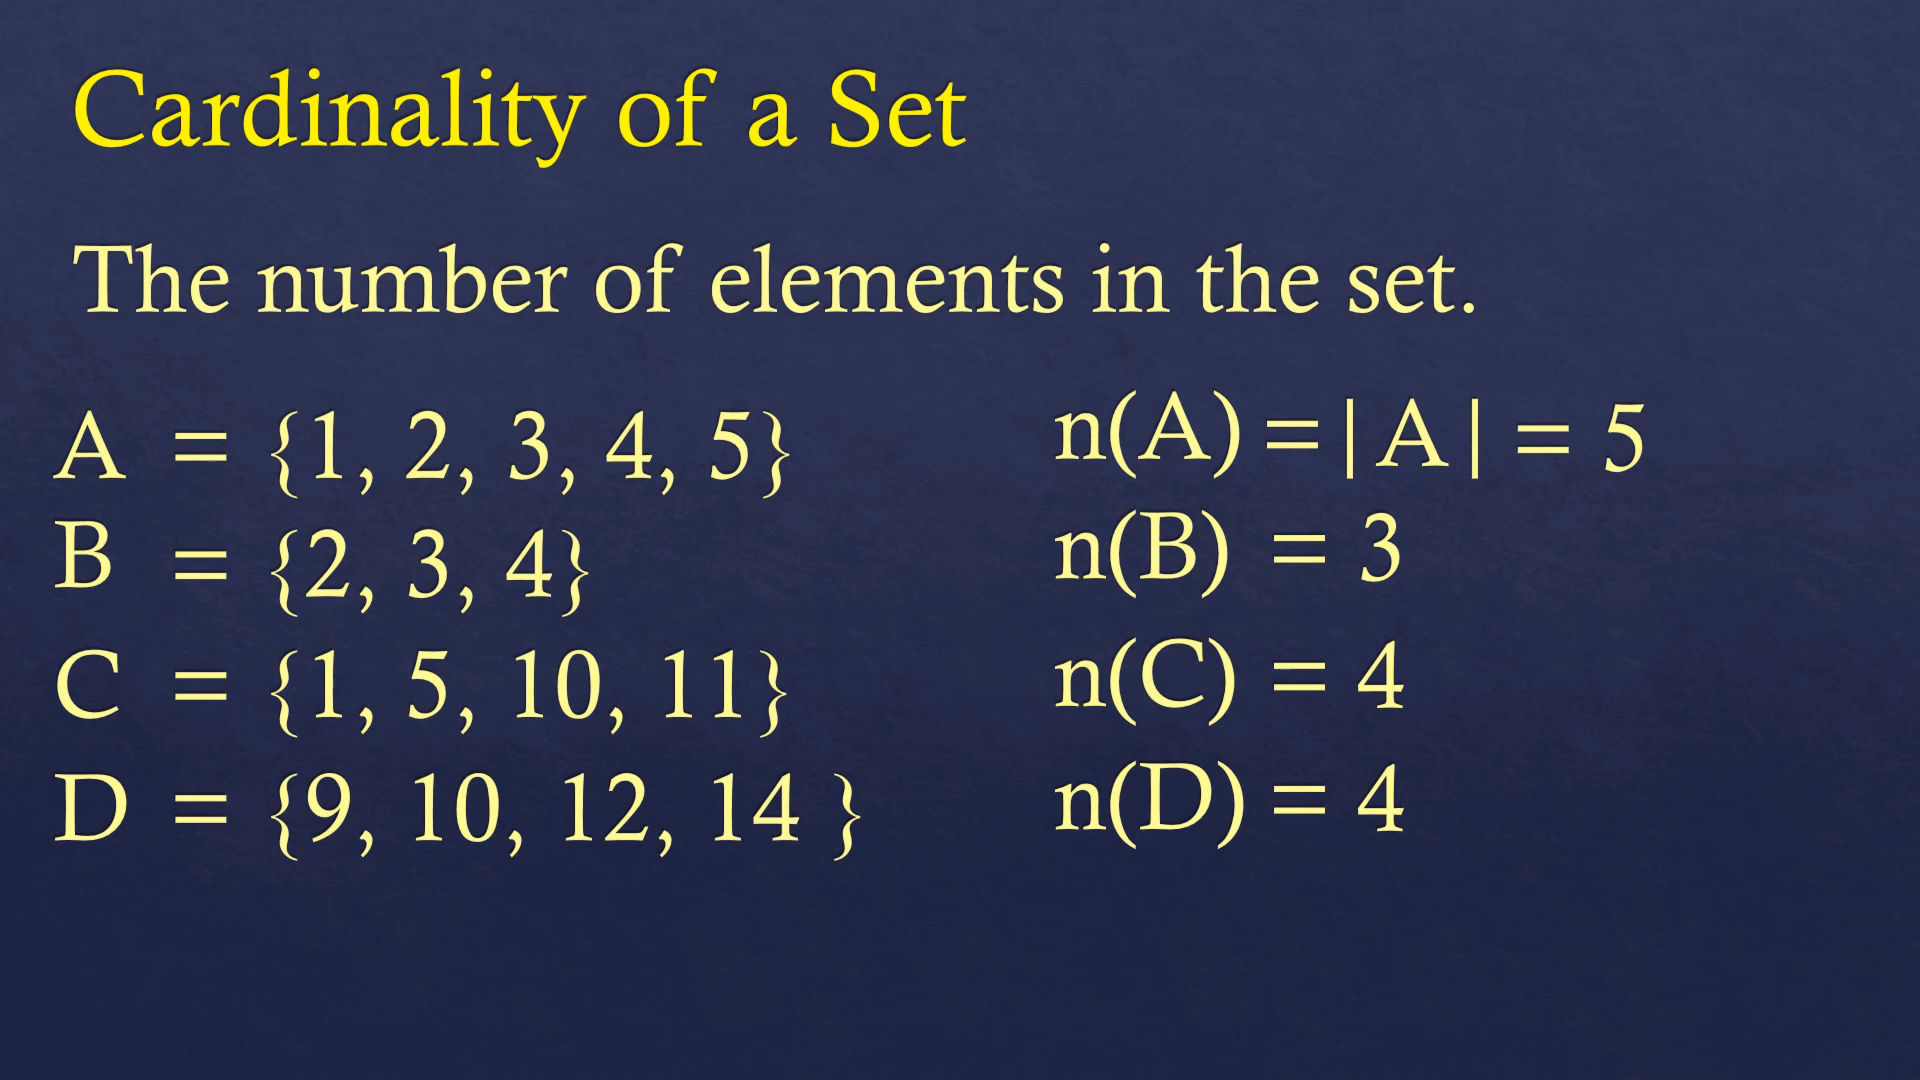 Cardinality of a Set
The number of elements in the set.
A = {1, 2, 3, 4, 5}
n(A) = |A| = 5
B = {2, 3, 4}
n(B) = 3
C = {1, 5, 10, 11}
n(C) = 4
D = {9, 10, 12, 14 }
n(D) = 4